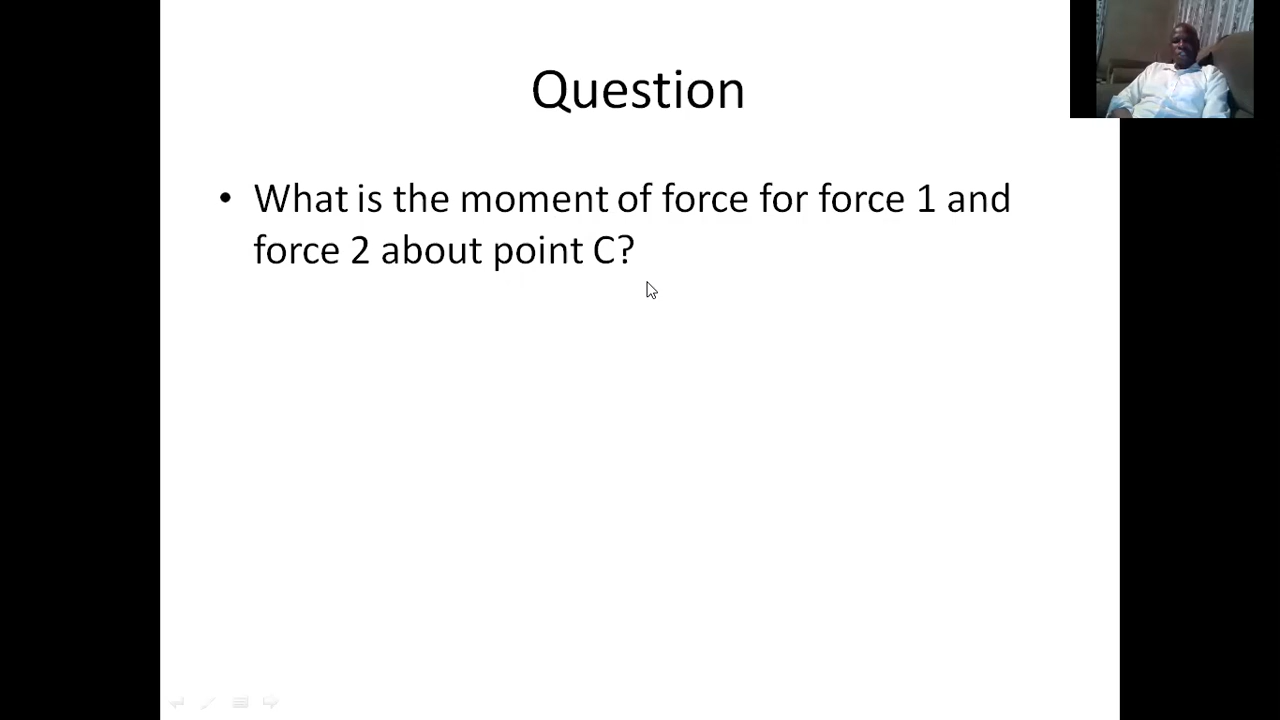 Question
• What is the moment of force for force 1 and
force 2 about point C?